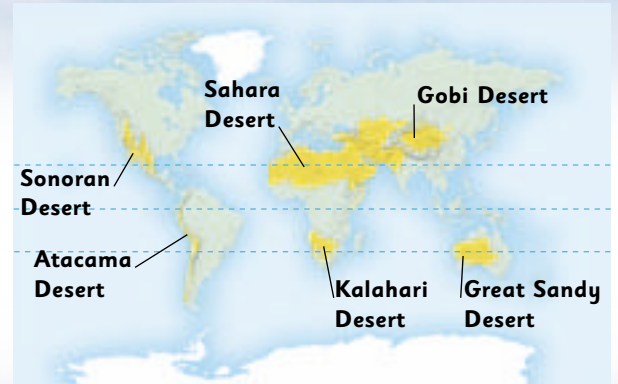 Sahara
Desert
Gobi Desert
Sonoran
Desert
Atacama
Desert
Kalahari
Desert
Great Sandy
Desert